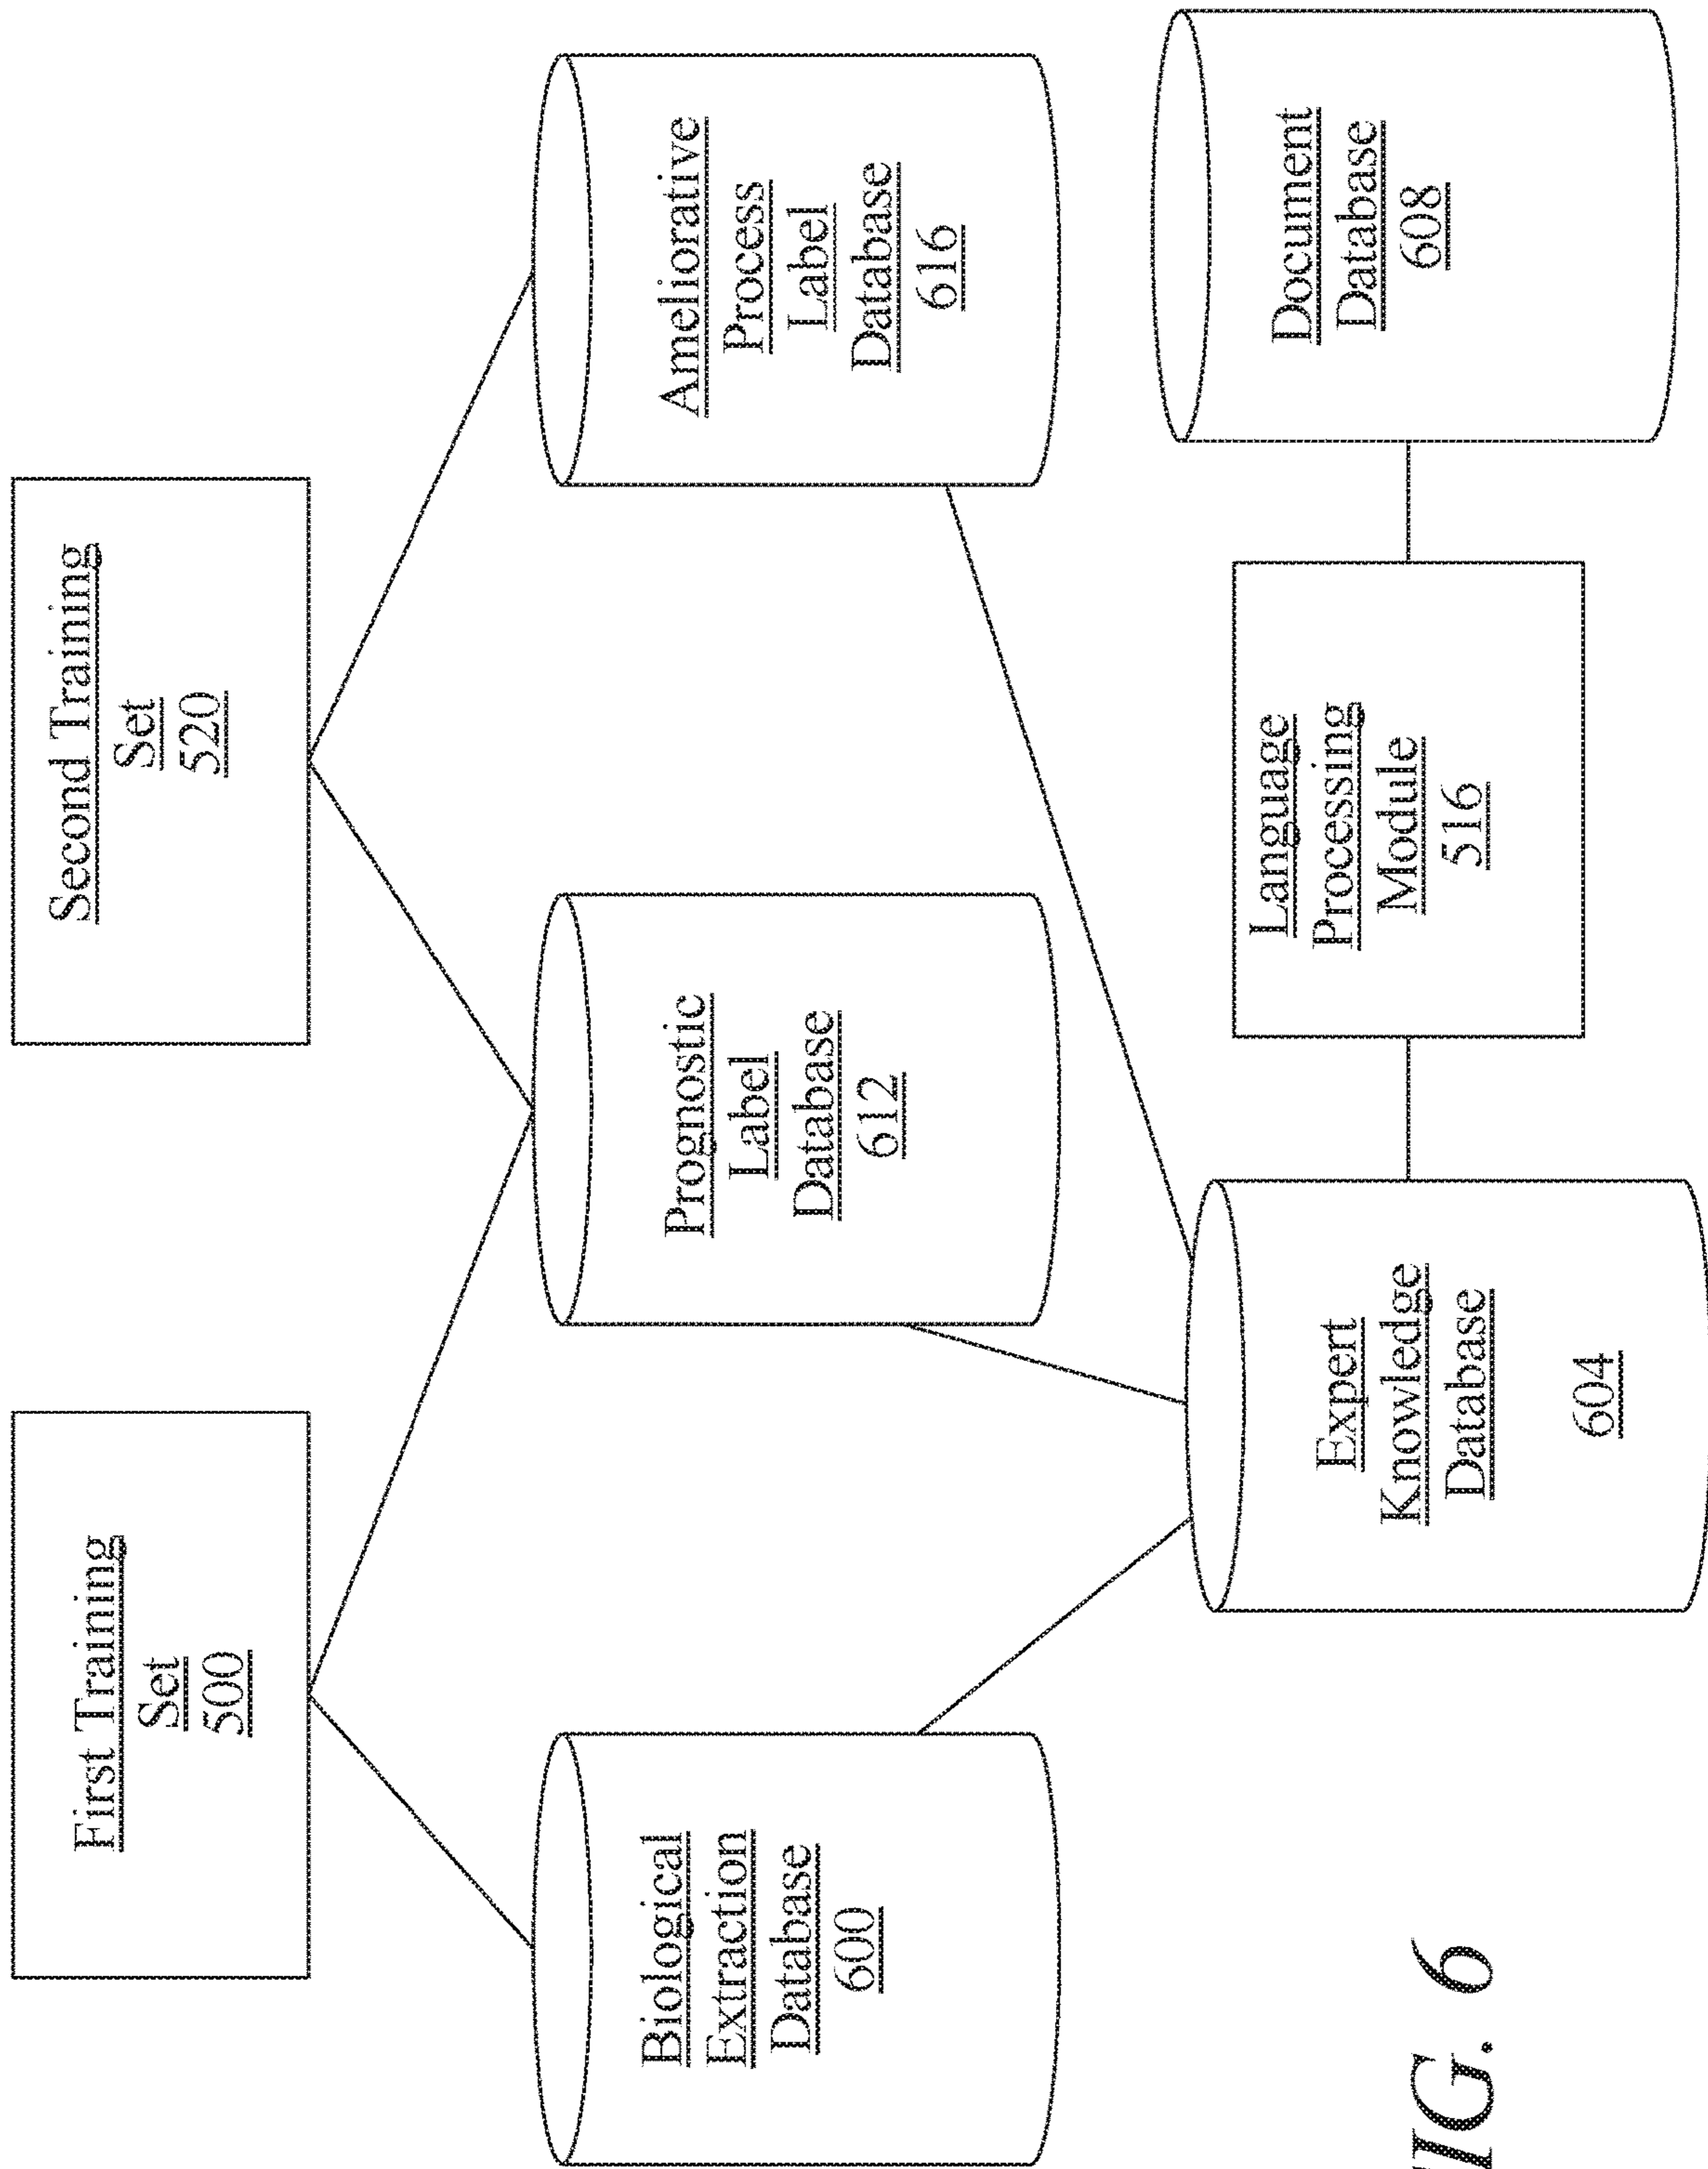 First Training
Set
500
Second Training
Set
520
Biological
Extraction
Database
600
Prognostic
Label
Database
612
Ameliorative
Process
Label
Database
616
Expert
Knowledge
Database
604
Language
Processing
Module
516
Document
Database
608
IG. 6